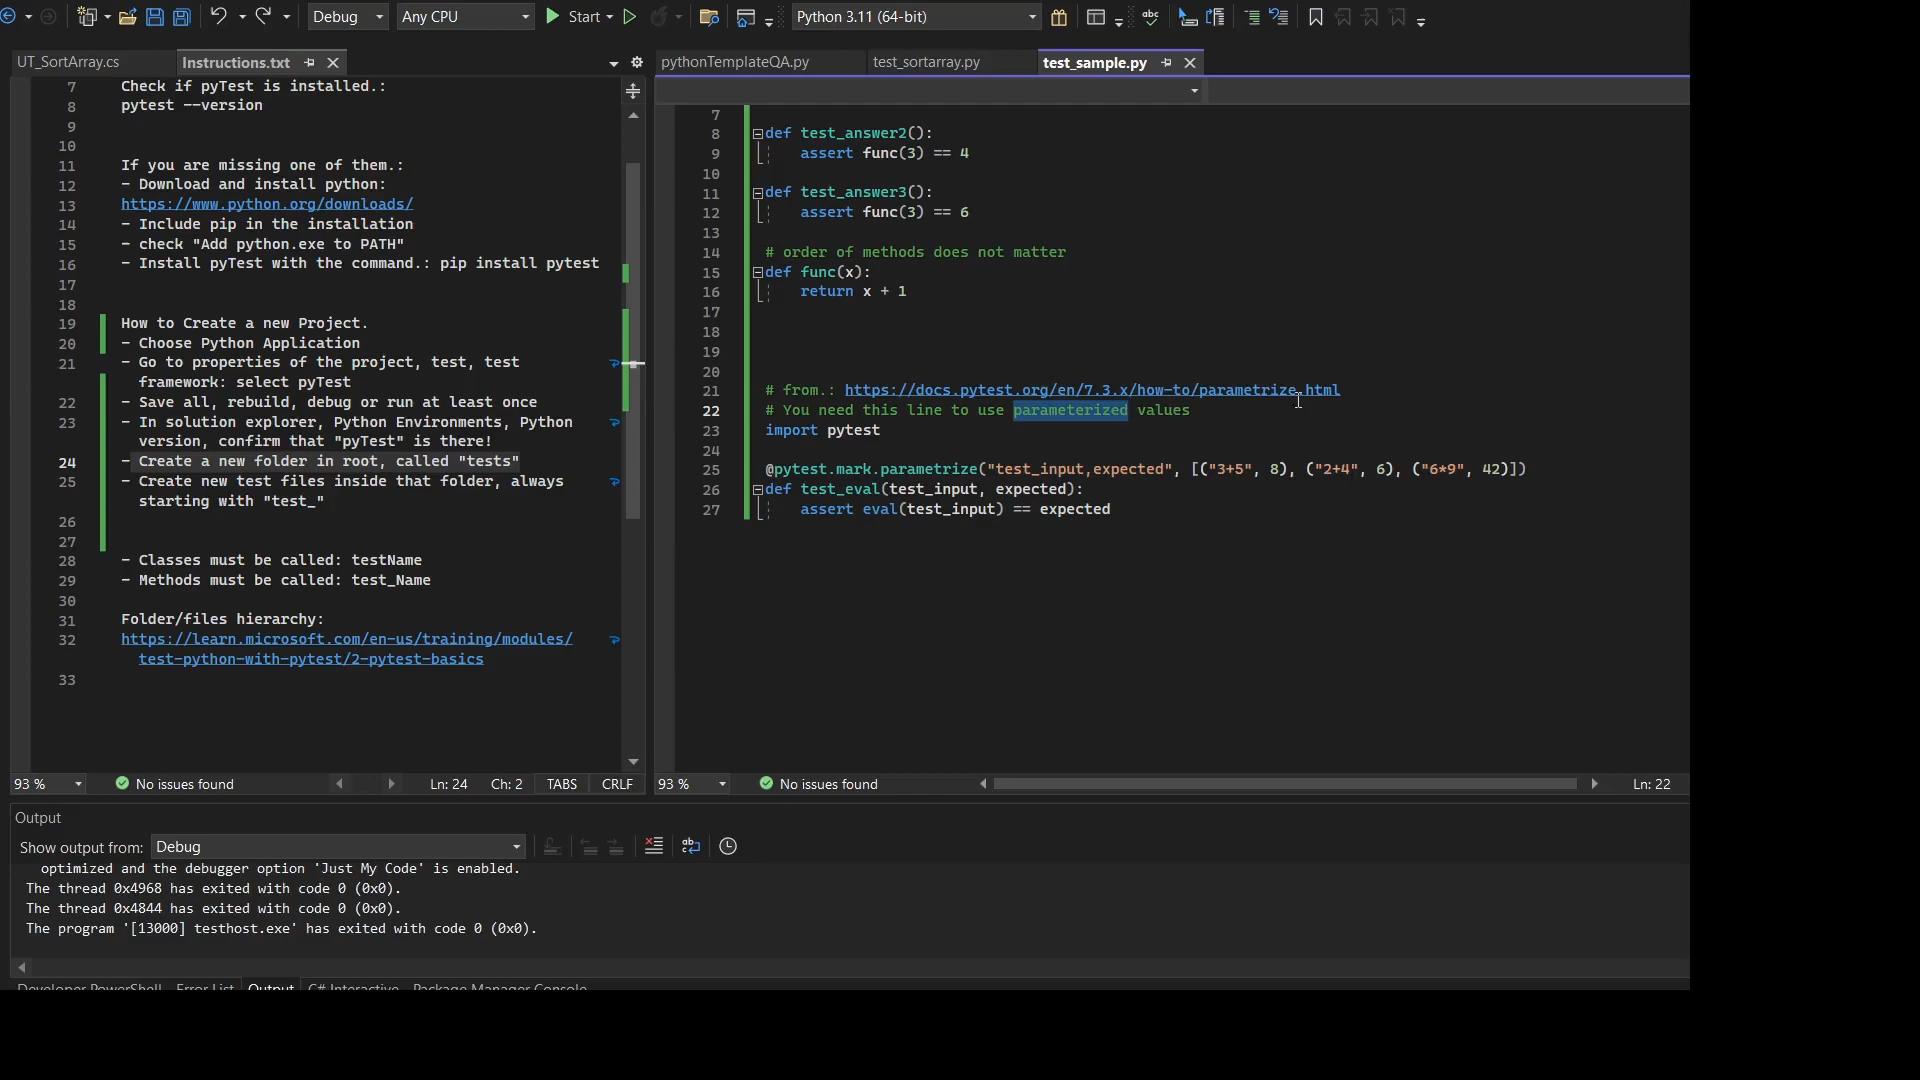 Debug
Any CPU
Start
Python 3.11 (64-bit)
UT_SortArray.cs
Instructions.txt
7 Check if pyTest is installed.:
8 pytest --version
9
10
11 If you are missing one of them.:
12 - Download and install python:
13 https://www.python.org/downloads/
14 - Include pip in the installation
15 - check "Add python.exe to PATH"
16 - Install pyTest with the command.: pip install pytest
17
18
19 How to Create a new Project.
20 - Choose Python Application
21 - Go to properties of the project, test, test
framework: select pyTest
22 - Save all, rebuild, debug or run at least once
23 - In solution explorer, Python Environments, Python
version, confirm that "pyTest" is there!
24 - Create a new folder in root, called "tests"
25 - Create new test files inside that folder, always
starting with "test_"
26
27
28 - Classes must be called: testName
29 - Methods must be called: test_Name
30
31 Folder/files hierarchy:
32 https://learn.microsoft.com/en-us/training/modules/
test-python-with-pytest/2-pytest-basics
33
93 %
No issues found
Ln: 24 Ch: 2 TABS CRLF
pythonTemplateQA.py
test_sortarray.py
test_sample.py
7
8 def test_answer2():
9 assert func(3) == 4
10
11 def test_answer3():
12 assert func(3) == 6
13
14 # order of methods does not matter
15 def func(x):
16 return x + 1
17
18
19
20
21 # from.: https://docs.pytest.org/en/7.3.x/how-to/parametrize.html
22 # You need this line to use parameterized values
23 import pytest
24
25 @pytest.mark.parametrize("test_input,expected", [("3+5", 8), ("2+4", 6), ("6*9", 42)])
26 def test_eval(test_input, expected):
27 assert eval(test_input) == expected
93 %
No issues found
Ln: 22
Output
Show output from: Debug
optimized and the debugger option 'Just My Code' is enabled.
The thread 0x4968 has exited with code 0 (0x0).
The thread 0x4844 has exited with code 0 (0x0).
The program '[13000] testhost.exe' has exited with code 0 (0x0).
Developer PowerShell Error List Output C# Interactive Package Manager Console